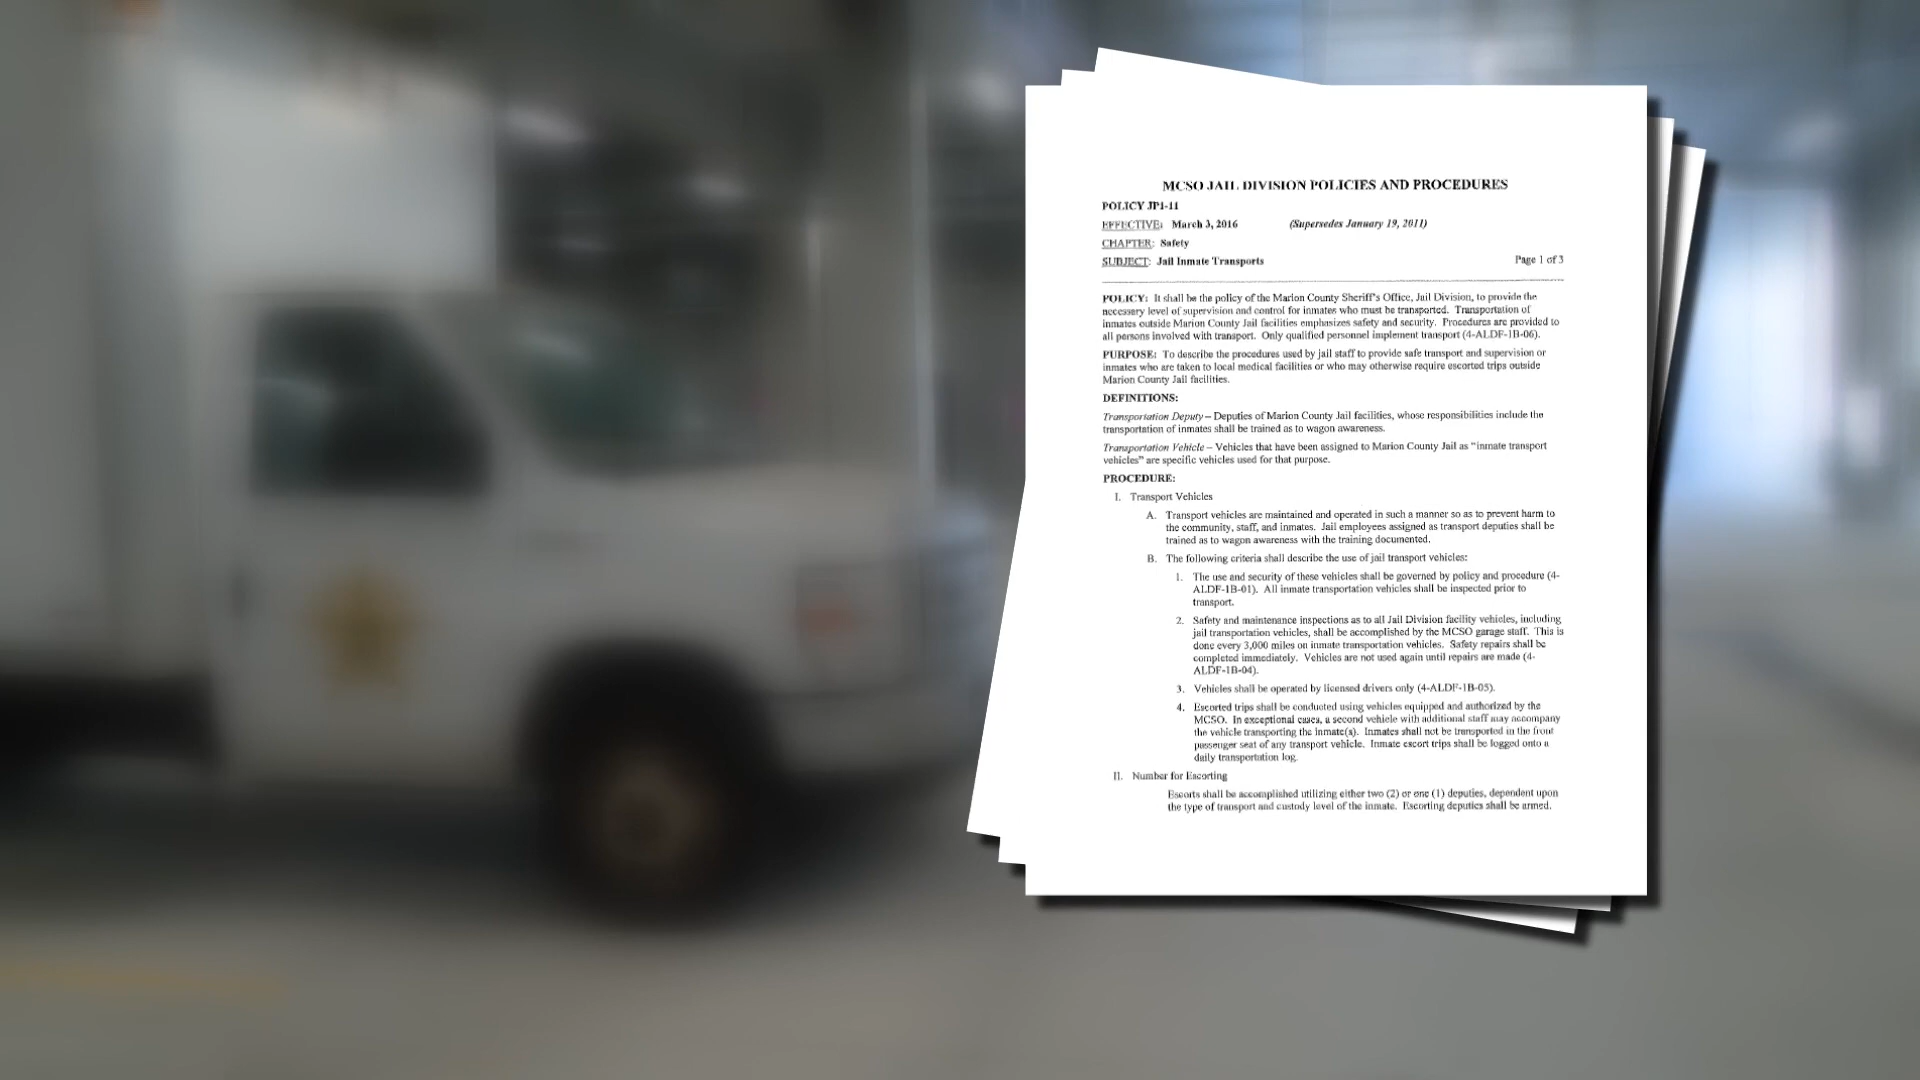 MCSO JAIL DIVISION POLICIES AND PROCEDURES
POLICY JP1-11
EFFECTIVE: March 3, 2016 (Supersedes January 19, 2011)
CHAPTER: Safety
SUBJECT: Jail Inmate Transports Page 1 of 3
POLICY: It shall be the policy of the Marion County Sheriff's Office, Jail Division, to provide the
necessary level of supervision and control for inmates who must be transported. Transportation of
inmates outside Marion County Jail facilities emphasizes safety and security. Procedures are provided to
all persons involved with transport. Only qualified personnel implement transport (4-ALDF-1B-06).
PURPOSE: To describe the procedures used by jail staff to provide safe transport and supervision or
inmates who are taken to local medical facilities or who may otherwise require escorted trips outside
Marion County Jail facilities.
DEFINITIONS:
Transportation Deputy – Deputies of Marion County Jail facilities, whose responsibilities include the
transportation of inmates shall be trained as to wagon awareness.
Transportation Vehicle – Vehicles that have been assigned to Marion County Jail as "inmate transport
vehicles" are specific vehicles used for that purpose.
PROCEDURE:
I. Transport Vehicles
A. Transport vehicles are maintained and operated in such a manner so as to prevent harm to
the community, staff, and inmates. Jail employees assigned as transport deputies shall be
trained as to wagon awareness with the training documented.
B. The following criteria shall describe the use of jail transport vehicles:
1. The use and security of these vehicles shall be governed by policy and procedure (4-
ALDF-1B-01). All inmate transportation vehicles shall be inspected prior to
transport.
2. Safety and maintenance inspections as to all Jail Division facility vehicles, including
jail transportation vehicles, shall be accomplished by the MCSO garage staff. This is
done every 3,000 miles on inmate transportation vehicles. Safety repairs shall be
completed immediately. Vehicles are not used again until repairs are made (4-
ALDF-1B-04).
3. Vehicles shall be operated by licensed drivers only (4-ALDF-1B-05).
4. Escorted trips shall be conducted using vehicles equipped and authorized by the
MCSO. In exceptional cases, a second vehicle with additional staff may accompany
the vehicle transporting the inmate(s). Inmates shall not be transported in the front
passenger seat of any transport vehicle. Inmate escort trips shall be logged onto a
daily transportation log.
II. Number for Escorting
Escorts shall be accomplished utilizing either two (2) or one (1) deputies, dependent upon
the type of transport and custody level of the inmate. Escorting deputies shall be armed.